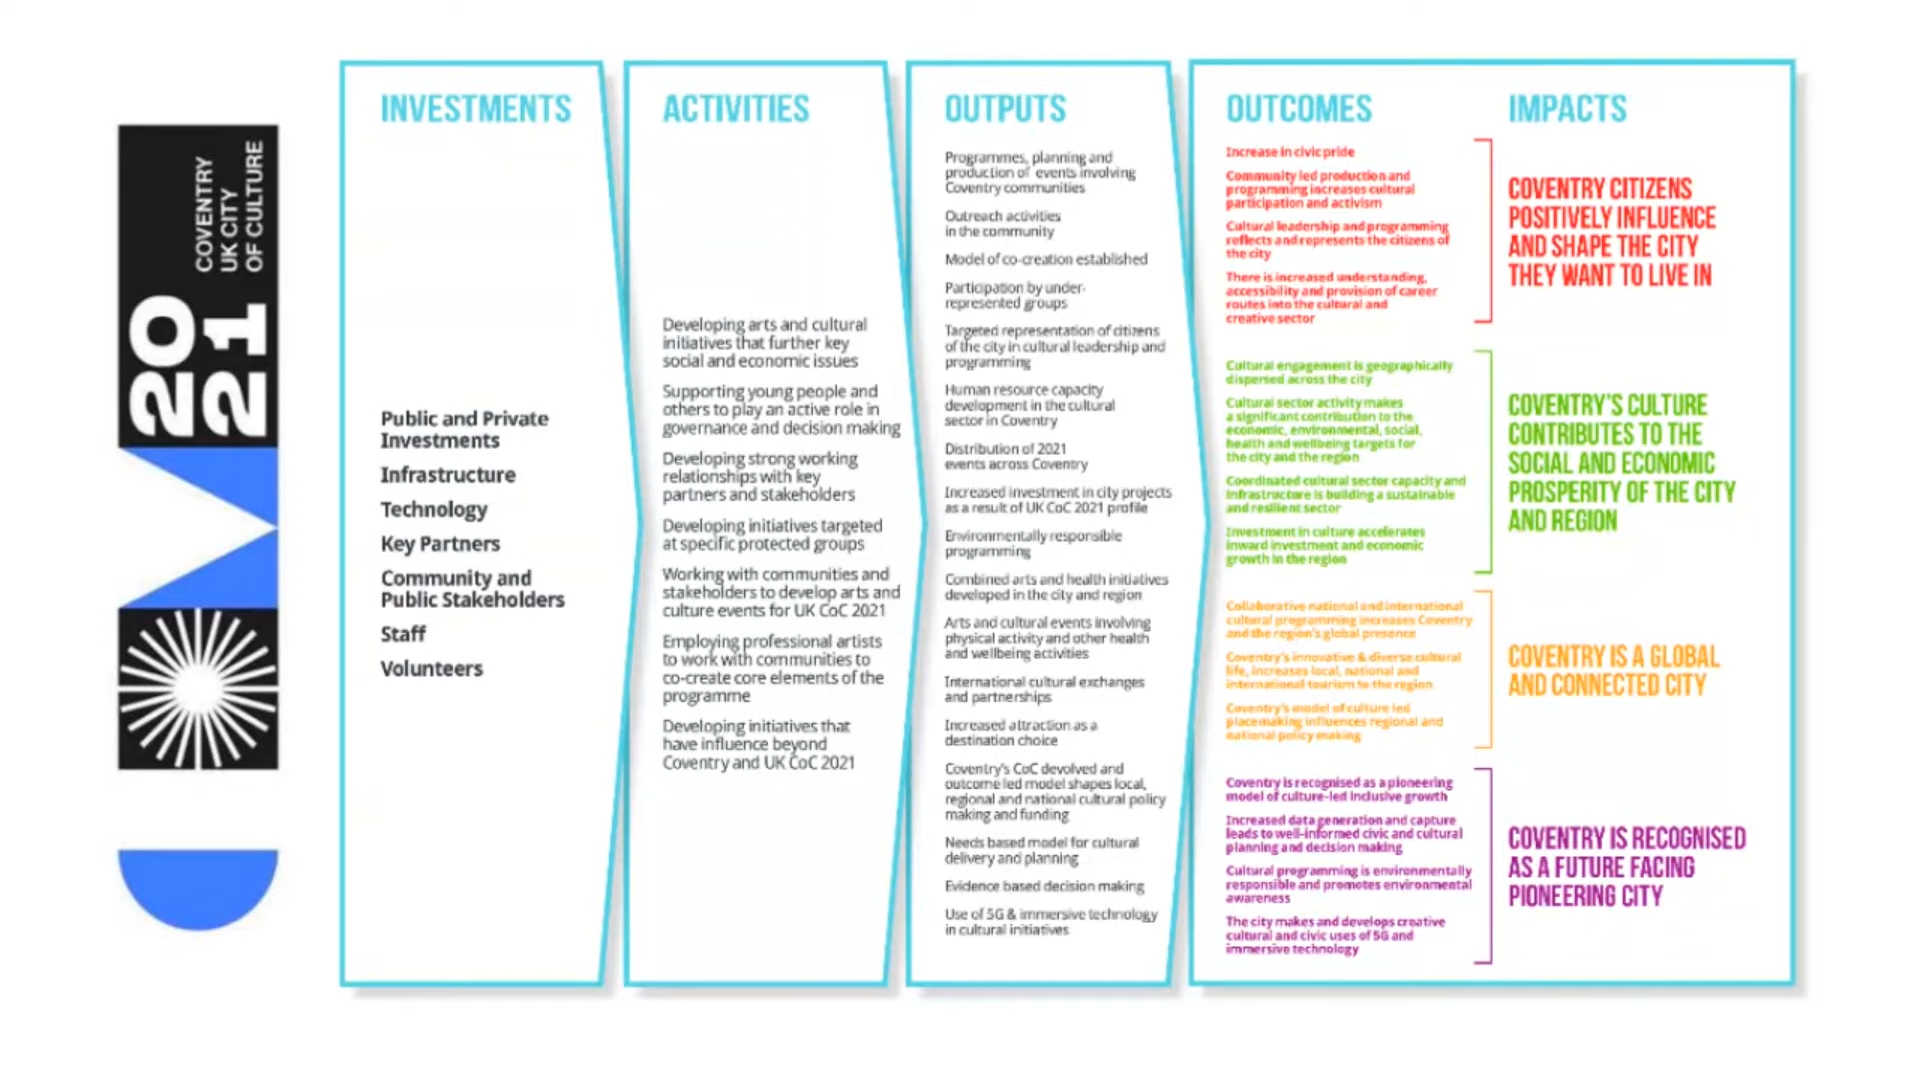 20
21
COVENTRY
UK CITY
OF CULTURE
INVESTMENTS
Public and Private
Investments
Infrastructure
Technology
Key Partners
Community and
Public Stakeholders
Staff
Volunteers
ACTIVITIES
Developing arts and cultural
initiatives that further key
social and economic issues
Supporting young people and
others to play an active role in
governance and decision making
Developing strong working
relationships with key
partners and stakeholders
Developing initiatives targeted
at specific protected groups
Working with communities and
stakeholders to develop arts and
culture events for UK CoC 2021
Employing professional artists
to work with communities to
co-create core elements of the
programme
Developing initiatives that
have influence beyond
Coventry and UK CoC 2021
OUTPUTS
Programmes, planning and
production of events involving
Coventry communities
Outreach activities
in the community
Model of co-creation established
Participation by under-
represented groups
Targeted representation of citizens
of the city in cultural leadership and
programming
Human resource capacity
development in the cultural
sector in Coventry
Distribution of 2021
events across Coventry
Increased investment in city projects
as a result of UK CoC 2021 profile
Environmentally responsible
programming
Combined arts and health initiatives
developed in the city and region
Arts and cultural events involving
physical activity and other health
and wellbeing activities
International cultural exchanges
and partnerships
Increased attraction as a
destination choice
Coventry's CoC devolved and
outcome led model shapes local,
regional and national cultural policy
making and funding
Needs based model for cultural
delivery and planning
Evidence based decision making
Use of 5G & immersive technology
in cultural initiatives
OUTCOMES
Increase in civic pride
Community led production and
programming increases cultural
participation and activism
Cultural leadership and programming
reflects and represents the citizens of
the city
There is increased understanding,
accessibility and provision of career
routes into the cultural and
creative sector
Cultural engagement is geographically
dispersed across the city
Cultural sector activity makes
a significant contribution to the
economic, environmental, social,
health and wellbeing targets for
the city and the region
Coordinated cultural sector capacity and
infrastructure is building a sustainable
and resilient sector
Investment in culture accelerates
inward investment and economic
growth in the region
Collaborative national and international
cultural programming increases Coventry
and the region's global presence
Coventry's innovative & diverse cultural
life, increases local, national and
international tourism to the region
Coventry's model of culture led
placemaking influences regional and
national policy making
Coventry is recognised as a pioneering
model of culture-led inclusive growth
Increased data generation and capture
leads to well-informed civic and cultural
planning and decision making
Cultural programming is environmentally
responsible and promotes environmental
awareness
The city makes and develops creative
cultural and civic uses of 5G and
immersive technology
IMPACTS
COVENTRY CITIZENS
POSITIVELY INFLUENCE
AND SHAPE THE CITY
THEY WANT TO LIVE IN
COVENTRY'S CULTURE
CONTRIBUTES TO THE
SOCIAL AND ECONOMIC
PROSPERITY OF THE CITY
AND REGION
COVENTRY IS A GLOBAL
AND CONNECTED CITY
COVENTRY IS RECOGNISED
AS A FUTURE FACING
PIONEERING CITY